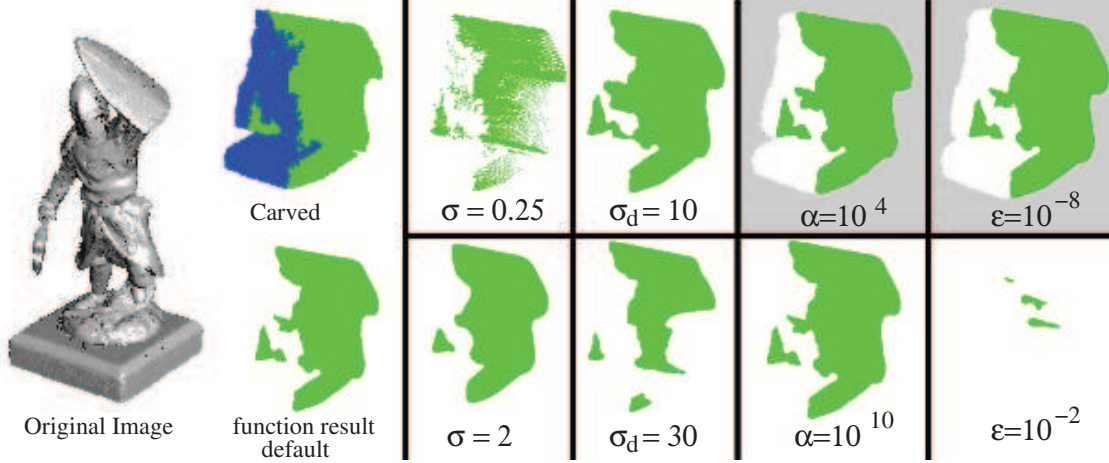 Carved
σ = 0.25
σd = 10
α=10 4
ε=10−8
Original Image
function result
default
σ = 2
σd = 30
α=10 10
ε=10−2